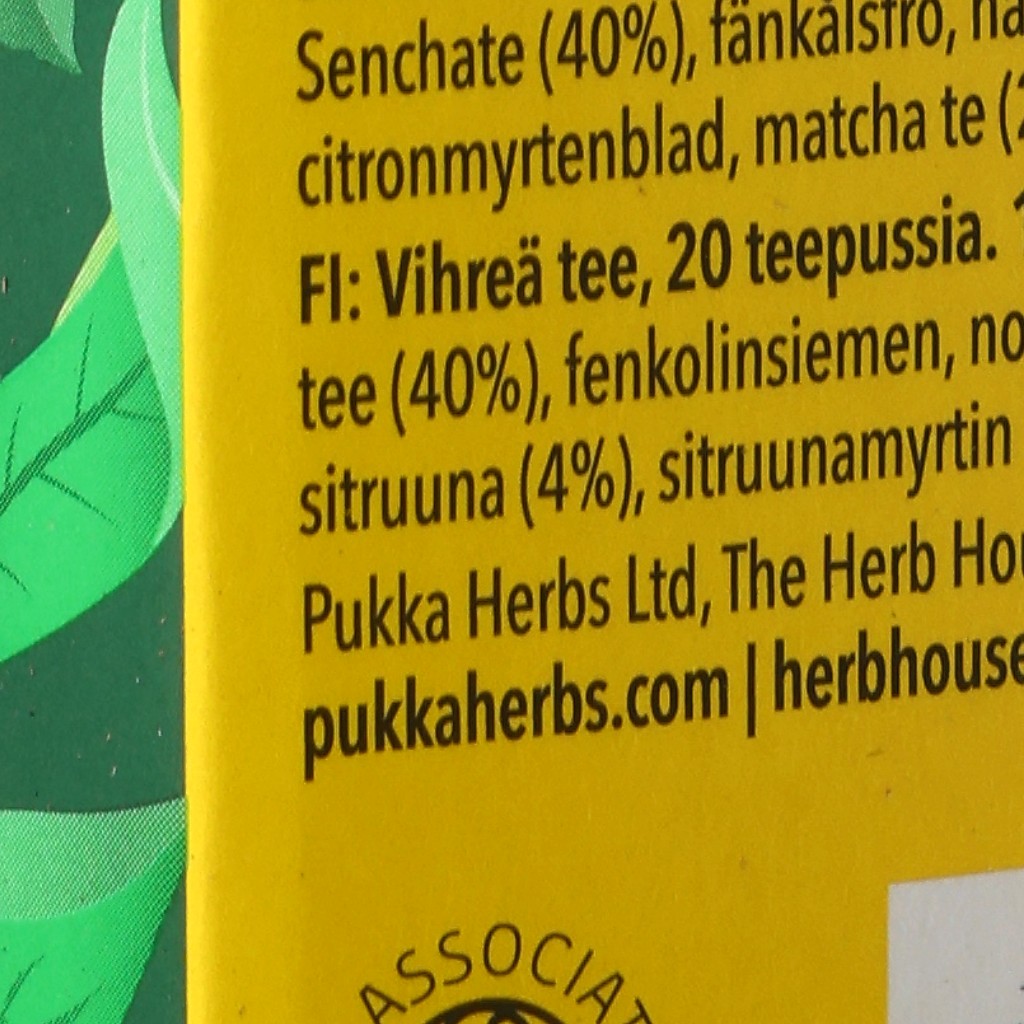 Senchate (40%), fänkålsfrö,
citronmyrtenblad, matcha te
FI: Vihreä tee, 20 teepussia.
tee (40%), fenkolinsiemen,
sitruuna (4%), sitruunamyrtin
Pukka Herbs Ltd, The Herb
pukkaherbs.com | herbhouse
ASSOCIAT